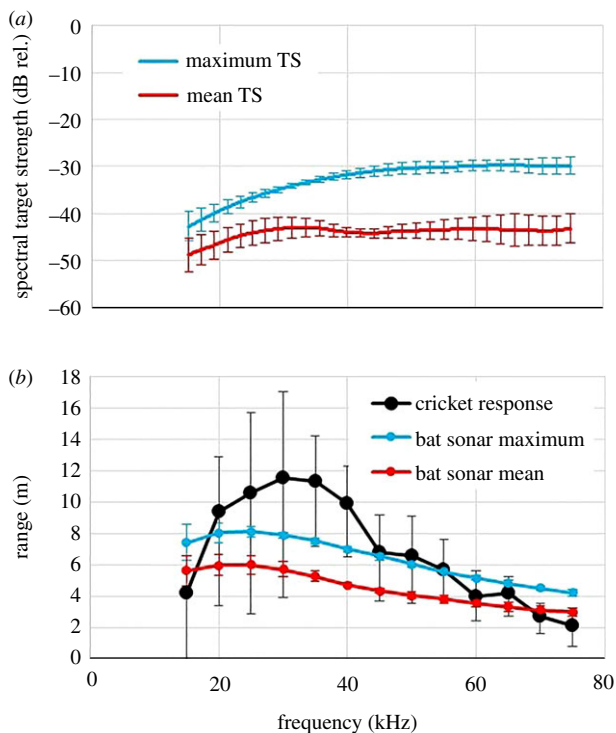 (a)
0
−10
−20
−30
−40
−50
−60
spectral target strength (dB rel.)
maximum TS
mean TS
(b)
18
16
14
12
10
8
6
4
2
0
range (m)
cricket response
bat sonar maximum
bat sonar mean
0 20 40 60 80
frequency (kHz)